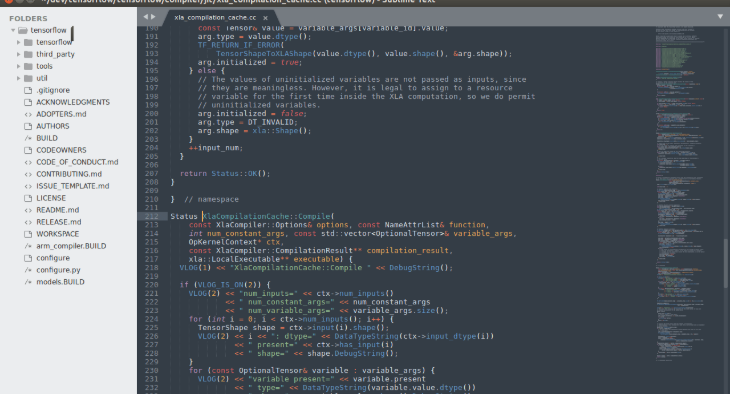 ~/dev/tensorflow/tensorflow/compiler/jit/xla_compilation_cache.cc (tensorflow) - Sublime Text
FOLDERS
tensorflow
tensorflow
third_party
tools
util
.gitignore
ACKNOWLEDGMENTS
ADOPTERS.md
AUTHORS
BUILD
CODEOWNERS
CODE_OF_CONDUCT.md
CONTRIBUTING.md
ISSUE_TEMPLATE.md
LICENSE
README.md
RELEASE.md
WORKSPACE
arm_compiler.BUILD
configure
configure.py
models.BUILD
xla_compilation_cache.cc ×
190 const Tensor& value = variable_args[variable_id].value;
191 arg.type = value.dtype();
192 TF_RETURN_IF_ERROR(
193 TensorShapeToXLAShape(value.dtype(), value.shape(), &arg.shape));
194 arg.initialized = true;
195 } else {
196 // The values of uninitialized variables are not passed as inputs, since
197 // they are meaningless. However, it is legal to assign to a resource
198 // variable for the first time inside the XLA computation, so we do permit
199 // uninitialized variables.
200 arg.initialized = false;
201 arg.type = DT_INVALID;
202 arg.shape = xla::Shape();
203 }
204 ++input_num;
205 }
206
207 return Status::OK();
208 }
209
210 } // namespace
211
212 Status XlaCompilationCache::Compile(
213 const XlaCompiler::Options& options, const NameAttrList& function,
214 int num_constant_args, const std::vector<OptionalTensor>& variable_args,
215 OpKernelContext* ctx,
216 const XlaCompiler::CompilationResult** compilation_result,
217 xla::LocalExecutable** executable) {
218 VLOG(1) << "XlaCompilationCache::Compile " << DebugString();
219
220 if (VLOG_IS_ON(2)) {
221 VLOG(2) << "num_inputs=" << ctx->num_inputs()
222 << " num_constant_args=" << num_constant_args
223 << " num_variable_args=" << variable_args.size();
224 for (int i = 0; i < ctx->num_inputs(); i++) {
225 TensorShape shape = ctx->input(i).shape();
226 VLOG(2) << i << ": dtype=" << DataTypeString(ctx->input_dtype(i))
227 << " present=" << ctx->has_input(i)
228 << " shape=" << shape.DebugString();
229 }
230 for (const OptionalTensor& variable : variable_args) {
231 VLOG(2) << "variable present=" << variable.present
232 << " type=" << DataTypeString(variable.value.dtype())